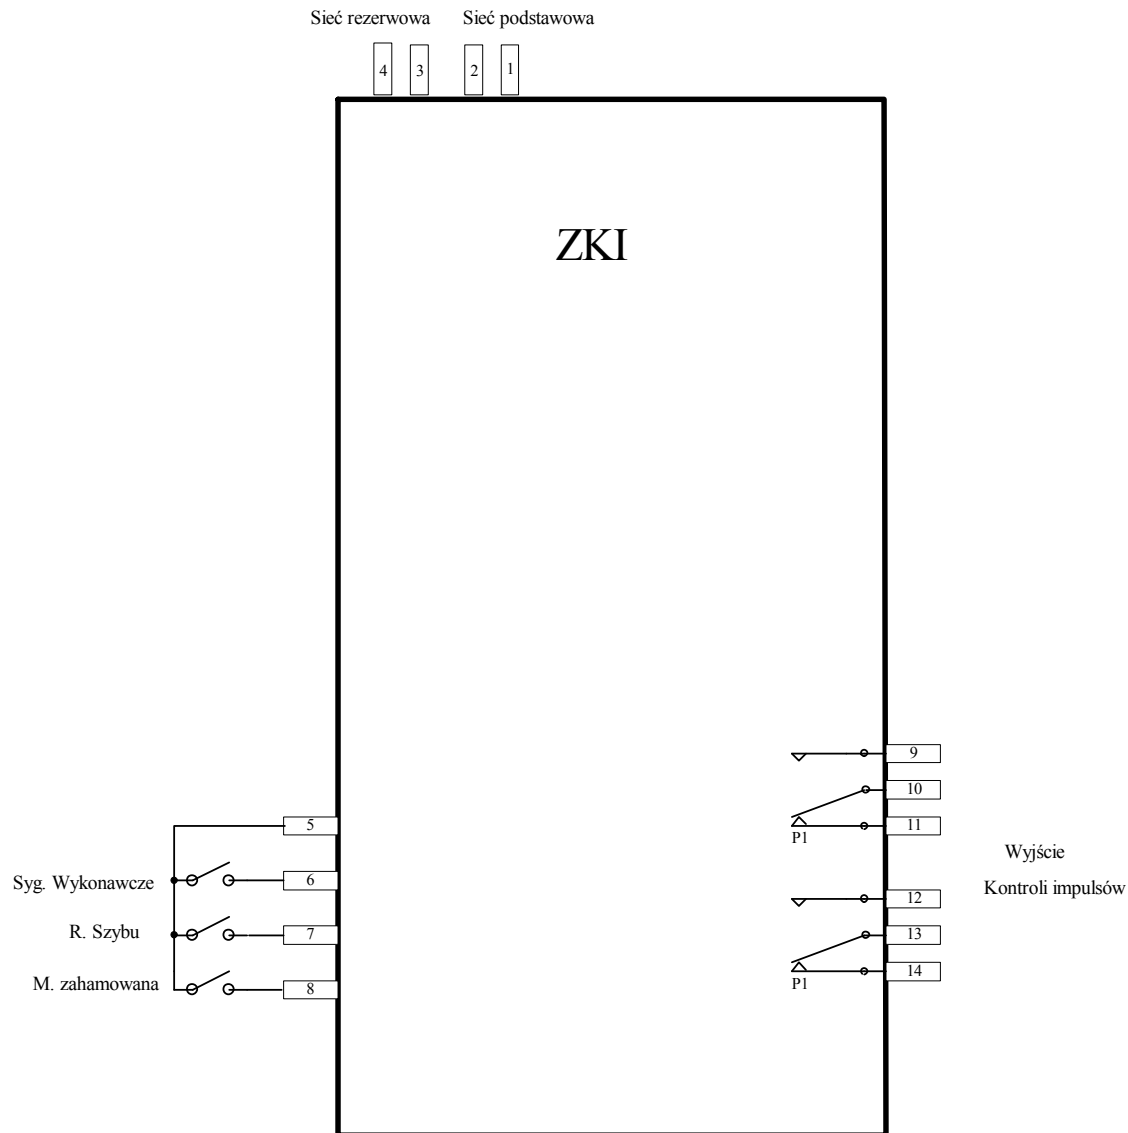 Sieć rezerwowa
Sieć podstawowa
4
3
2
1
ZKI
9
10
11
P1
5
Wyjście
Syg. Wykonawcze
6
Kontroli impulsów
12
R. Szybu
7
13
14
P1
M. zahamowana
8